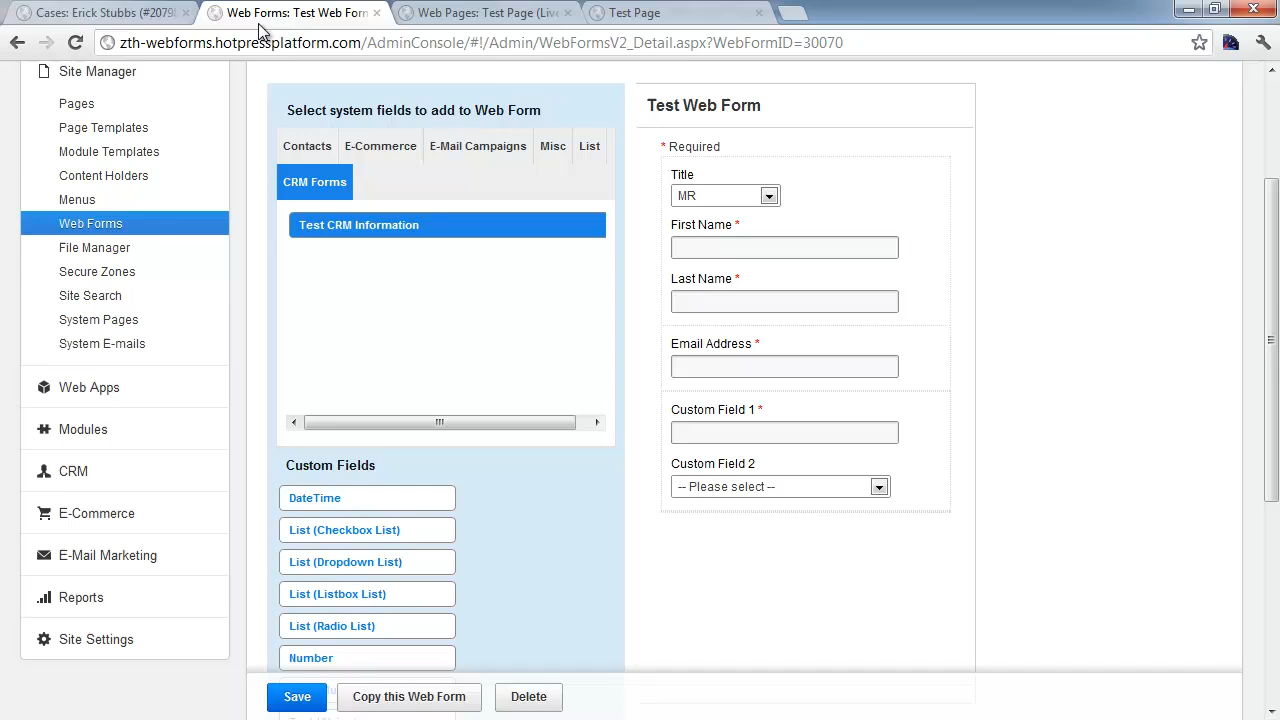 Cases: Erick Stubbs (#2079
Web Forms: Test Web Form
Web Pages: Test Page (Live
Test Page
zth-webforms.hotpressplatform.com/AdminConsole/#!/Admin/WebFormsV2_Detail.aspx?WebFormID=30070
Site Manager
Pages
Page Templates
Module Templates
Content Holders
Menus
Web Forms
File Manager
Secure Zones
Site Search
System Pages
System E-mails
Web Apps
Modules
CRM
E-Commerce
E-Mail Marketing
Reports
Site Settings
Select system fields to add to Web Form
Contacts E-Commerce E-Mail Campaigns Misc List
CRM Forms
Test CRM Information
Custom Fields
DateTime
List (Checkbox List)
List (Dropdown List)
List (Listbox List)
List (Radio List)
Number
Test Web Form
* Required
Title
MR
First Name *
Last Name *
Email Address *
Custom Field 1 *
Custom Field 2
-- Please select --
Save Copy this Web Form Delete